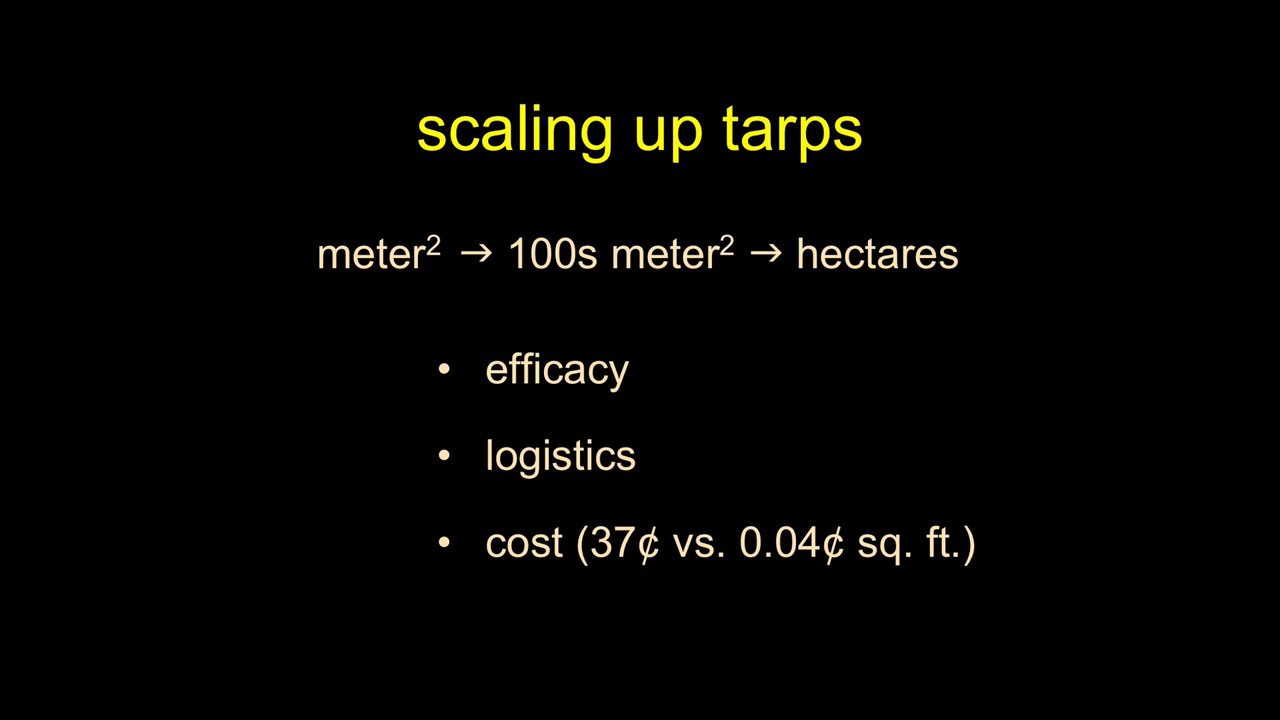 scaling up tarps
meter² → 100s meter² → hectares
• efficacy
• logistics
• cost (37¢ vs. 0.04¢ sq. ft.)